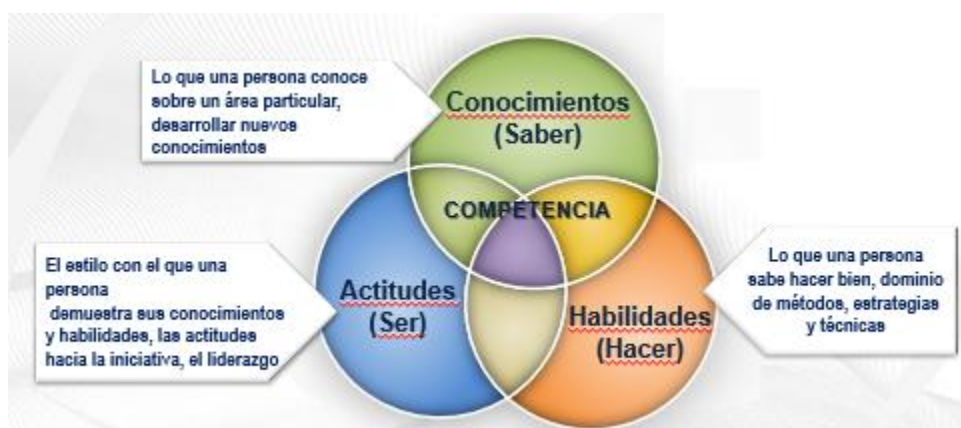 Lo que una persona conoce
sobre un área particular,
desarrollar nuevos
conocimientos
Conocimientos
(Saber)
COMPETENCIA
El estilo con el que una
persona
demuestra sus conocimientos
y habilidades, las actitudes
hacia la iniciativa, el liderazgo
Actitudes
(Ser)
Habilidades
(Hacer)
Lo que una persona
sabe hacer bien, dominio
de métodos, estrategias
y técnicas